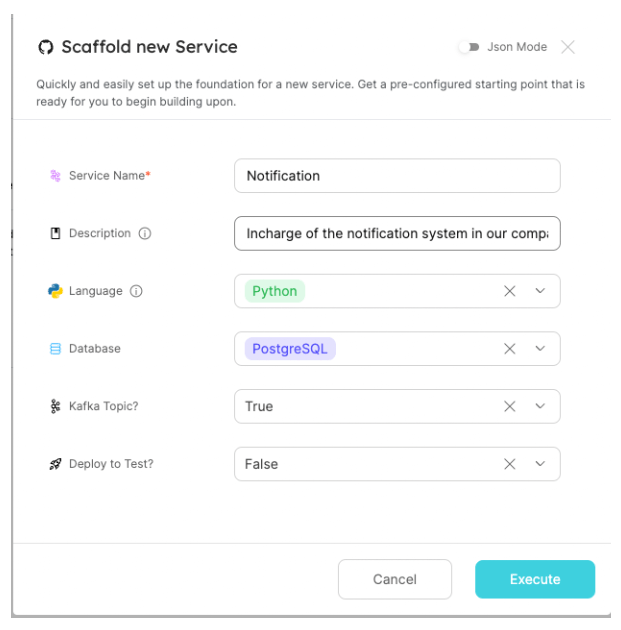 Scaffold new Service
Json Mode
Quickly and easily set up the foundation for a new service. Get a pre-configured starting point that is
ready for you to begin building upon.
Service Name*
Notification
Description
Incharge of the notification system in our
Language
Python
Database
PostgreSQL
Kafka Topic?
True
Deploy to Test?
False
Cancel
Execute